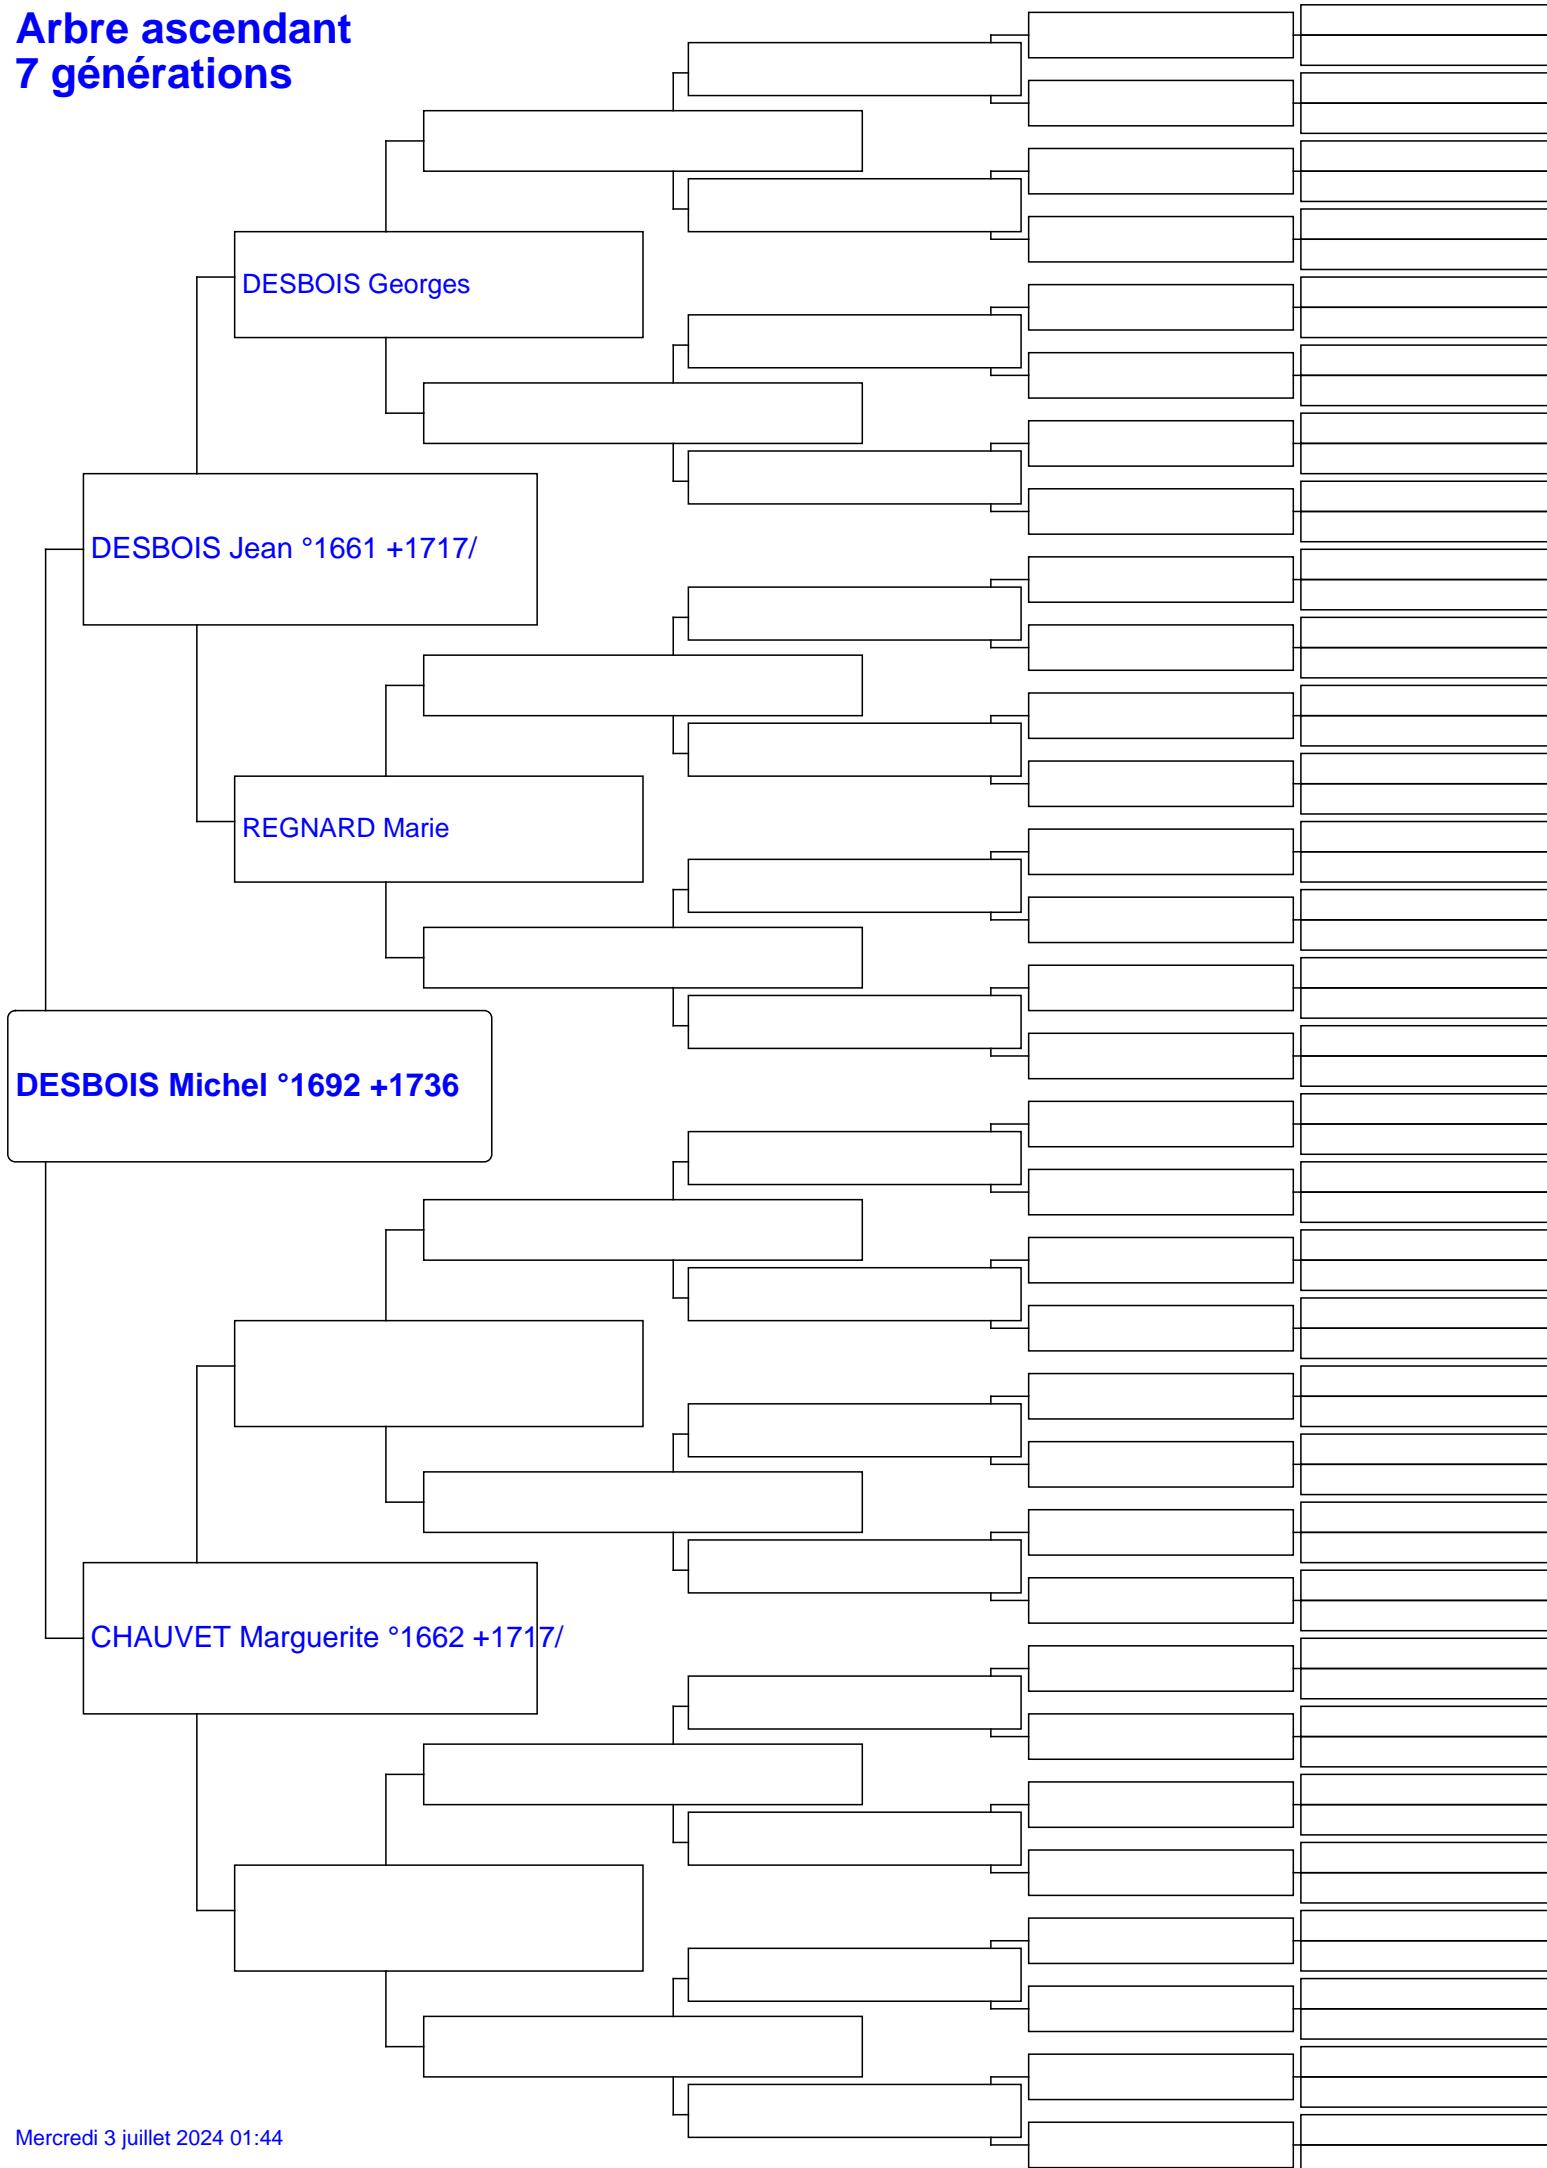 Arbre ascendant
7 générations
DESBOIS Georges
DESBOIS Jean °1661 +1717/
REGNARD Marie
DESBOIS Michel °1692 +1736
CHAUVET Marguerite °1662 +1717/
Mercredi 3 juillet 2024 01:44